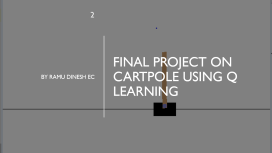 2
BY RAMU DINESH EC
FINAL PROJECT ON
CARTPOLE USING Q
LEARNING